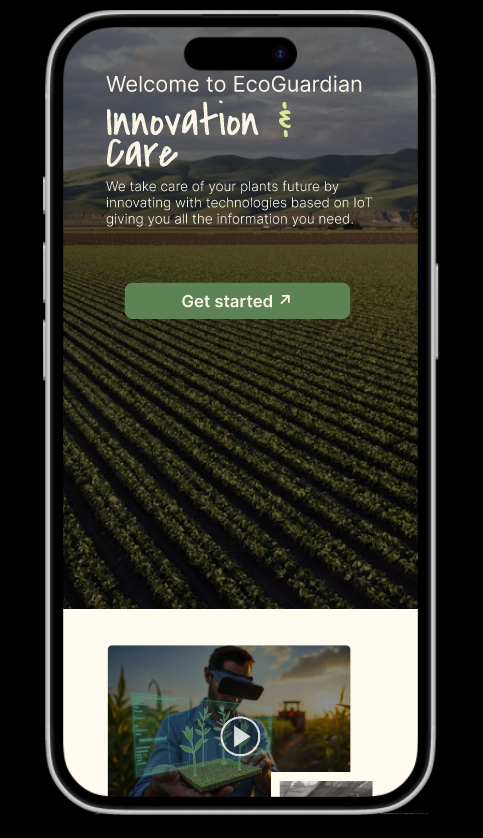 Welcome to EcoGuardian
Innovation &
Care
We take care of your plants future by
innovating with technologies based on IoT
giving you all the information you need.
Get started ↗